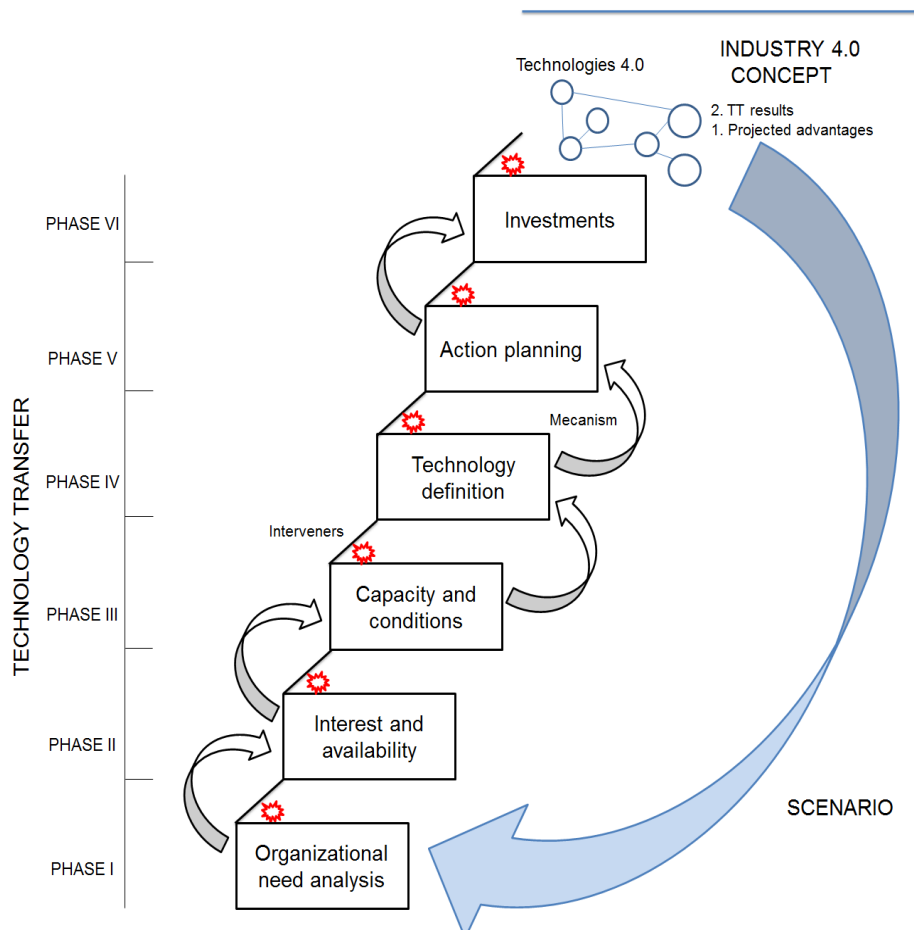 INDUSTRY 4.0
CONCEPT
Technologies 4.0
2. TT results
1. Projected advantages
PHASE VI
Investments
PHASE V
Action planning
Mecanism
TECHNOLOGY TRANSFER
PHASE IV
Technology
definition
Interveners
PHASE III
Capacity and
conditions
PHASE II
Interest and
availability
SCENARIO
PHASE I
Organizational
need analysis